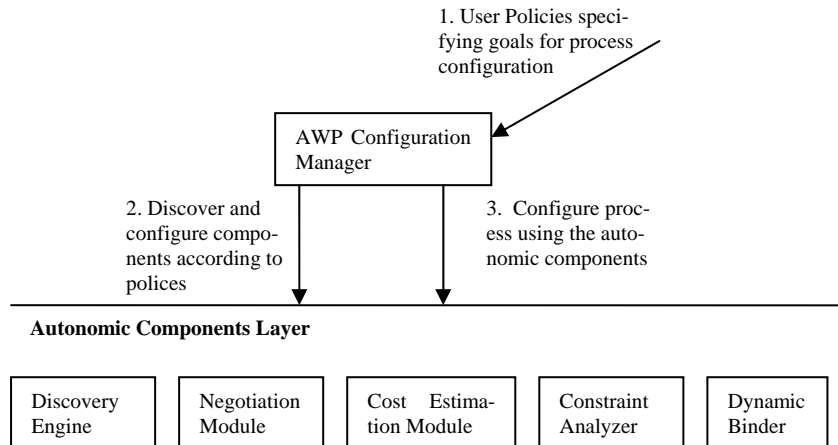 1. User Policies speci-
fying goals for process
configuration
AWP Configuration
Manager
2. Discover and
configure compo-
nents according to
polices
3. Configure proc-
ess using the auto-
nomic components
Autonomic Components Layer
Discovery
Engine
Negotiation
Module
Cost Estima-
tion Module
Constraint
Analyzer
Dynamic
Binder